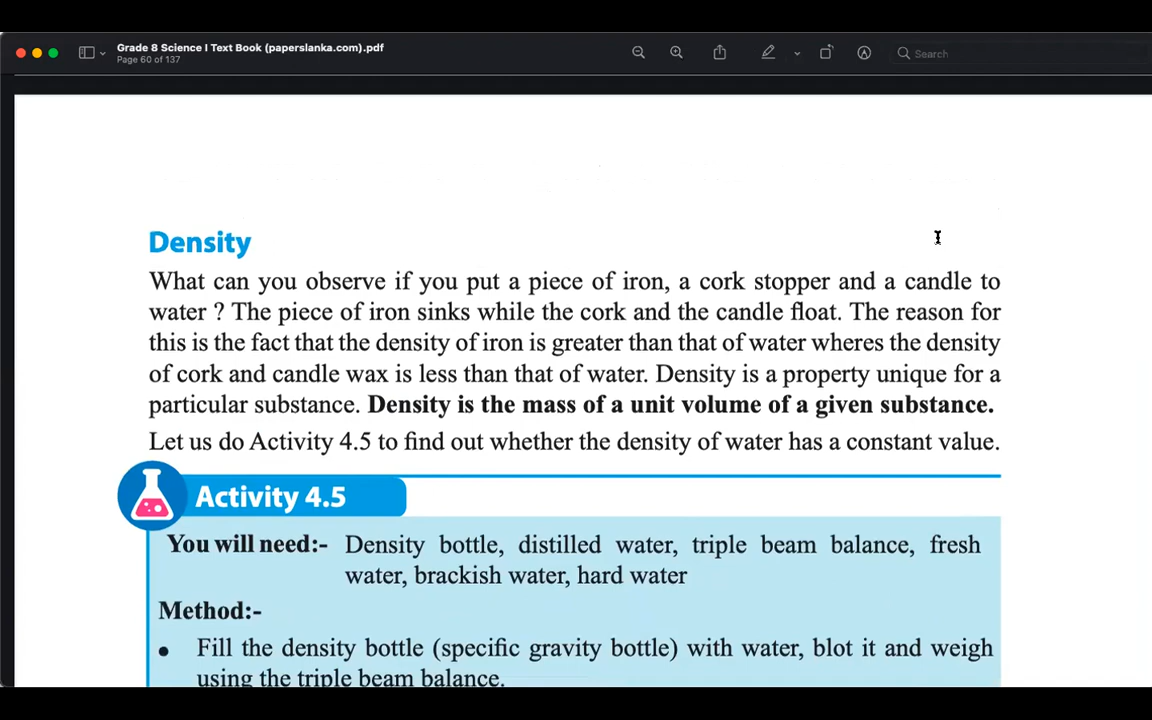 Grade 8 Science I Text Book (paperslanka.com).pdf
Page 60 of 137
Search
Density
What can you observe if you put a piece of iron, a cork stopper and a candle to
water ? The piece of iron sinks while the cork and the candle float. The reason for
this is the fact that the density of iron is greater than that of water wheres the density
of cork and candle wax is less than that of water. Density is a property unique for a
particular substance. Density is the mass of a unit volume of a given substance.
Let us do Activity 4.5 to find out whether the density of water has a constant value.
Activity 4.5
You will need:- Density bottle, distilled water, triple beam balance, fresh
water, brackish water, hard water
Method:-
• Fill the density bottle (specific gravity bottle) with water, blot it and weigh
using the triple beam balance.